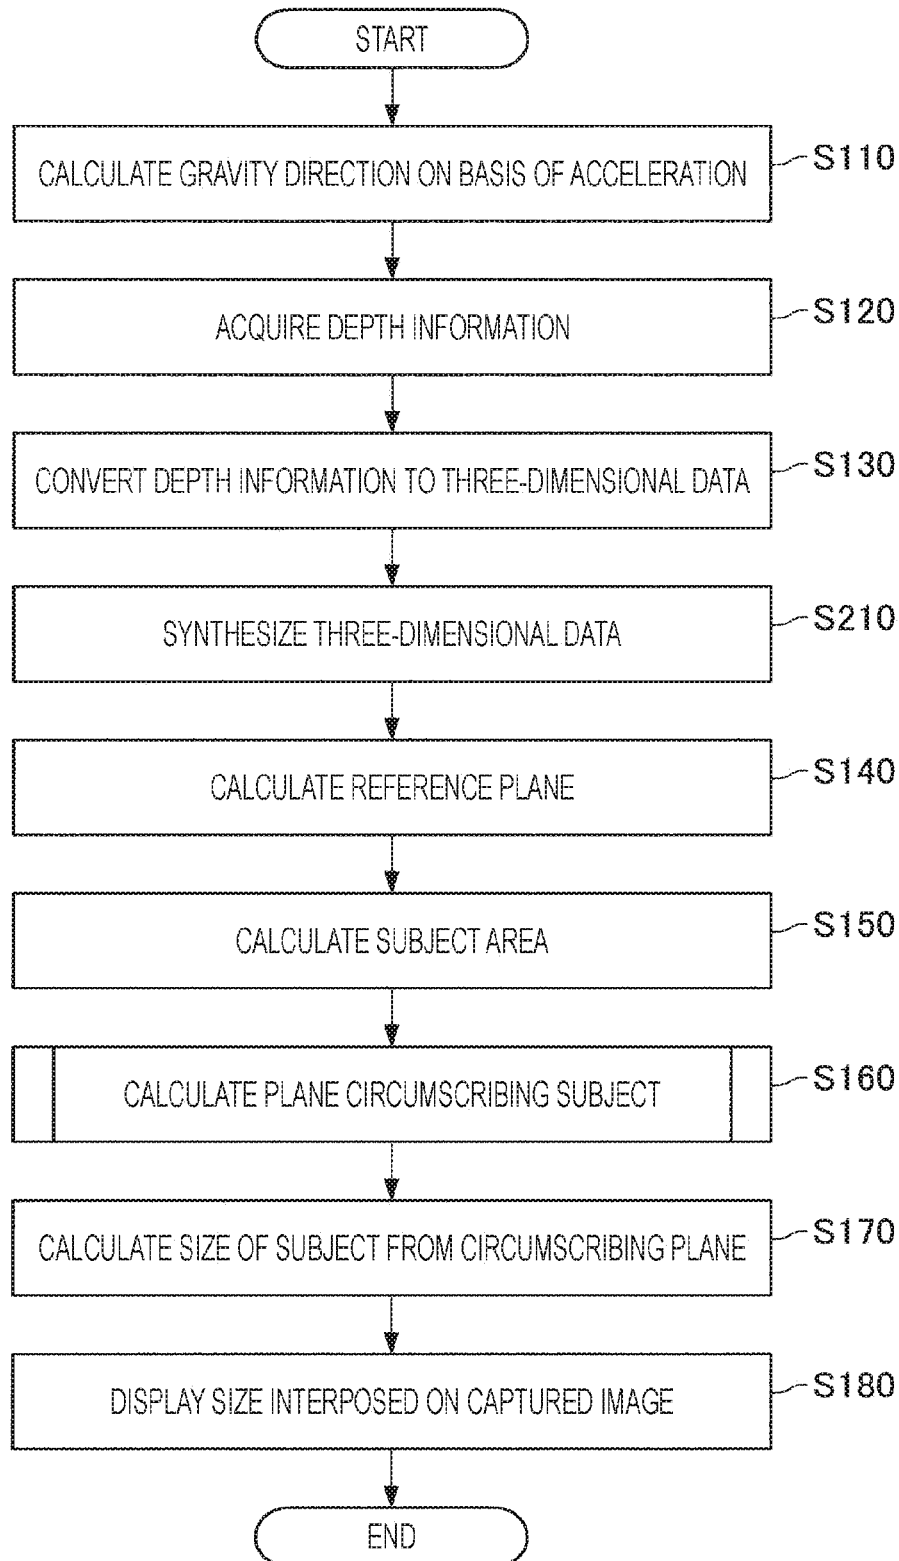 START
CALCULATE GRAVITY DIRECTION ON BASIS OF ACCELERATION
S110
ACQUIRE DEPTH INFORMATION
S120
CONVERT DEPTH INFORMATION TO THREE-DIMENSIONAL DATA
S130
SYNTHESIZE THREE-DIMENSIONAL DATA
S210
CALCULATE REFERENCE PLANE
S140
CALCULATE SUBJECT AREA
S150
CALCULATE PLANE CIRCUMSCRIBING SUBJECT
S160
CALCULATE SIZE OF SUBJECT FROM CIRCUMSCRIBING PLANE
S170
DISPLAY SIZE INTERPOSED ON CAPTURED IMAGE
S180
END